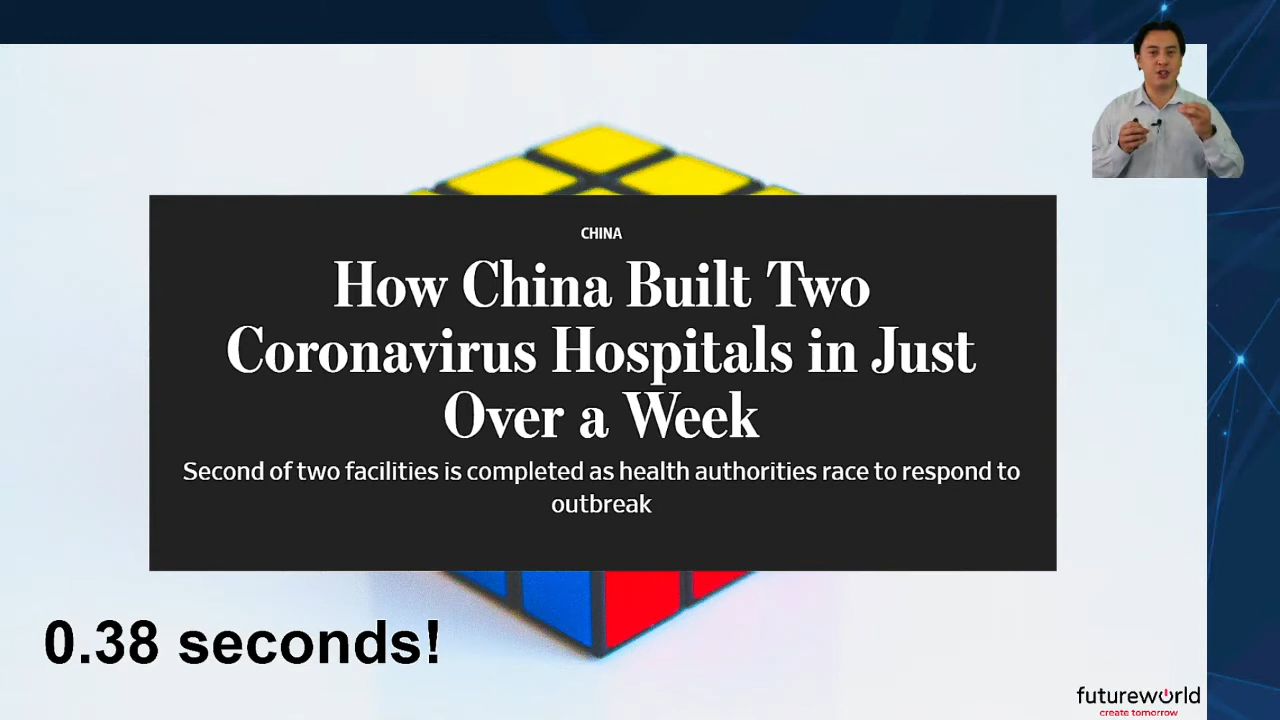 CHINA
How China Built Two
Coronavirus Hospitals in Just
Over a Week
Second of two facilities is completed as health authorities race to respond to
outbreak
0.38 seconds!
futureworld
create tomorrow